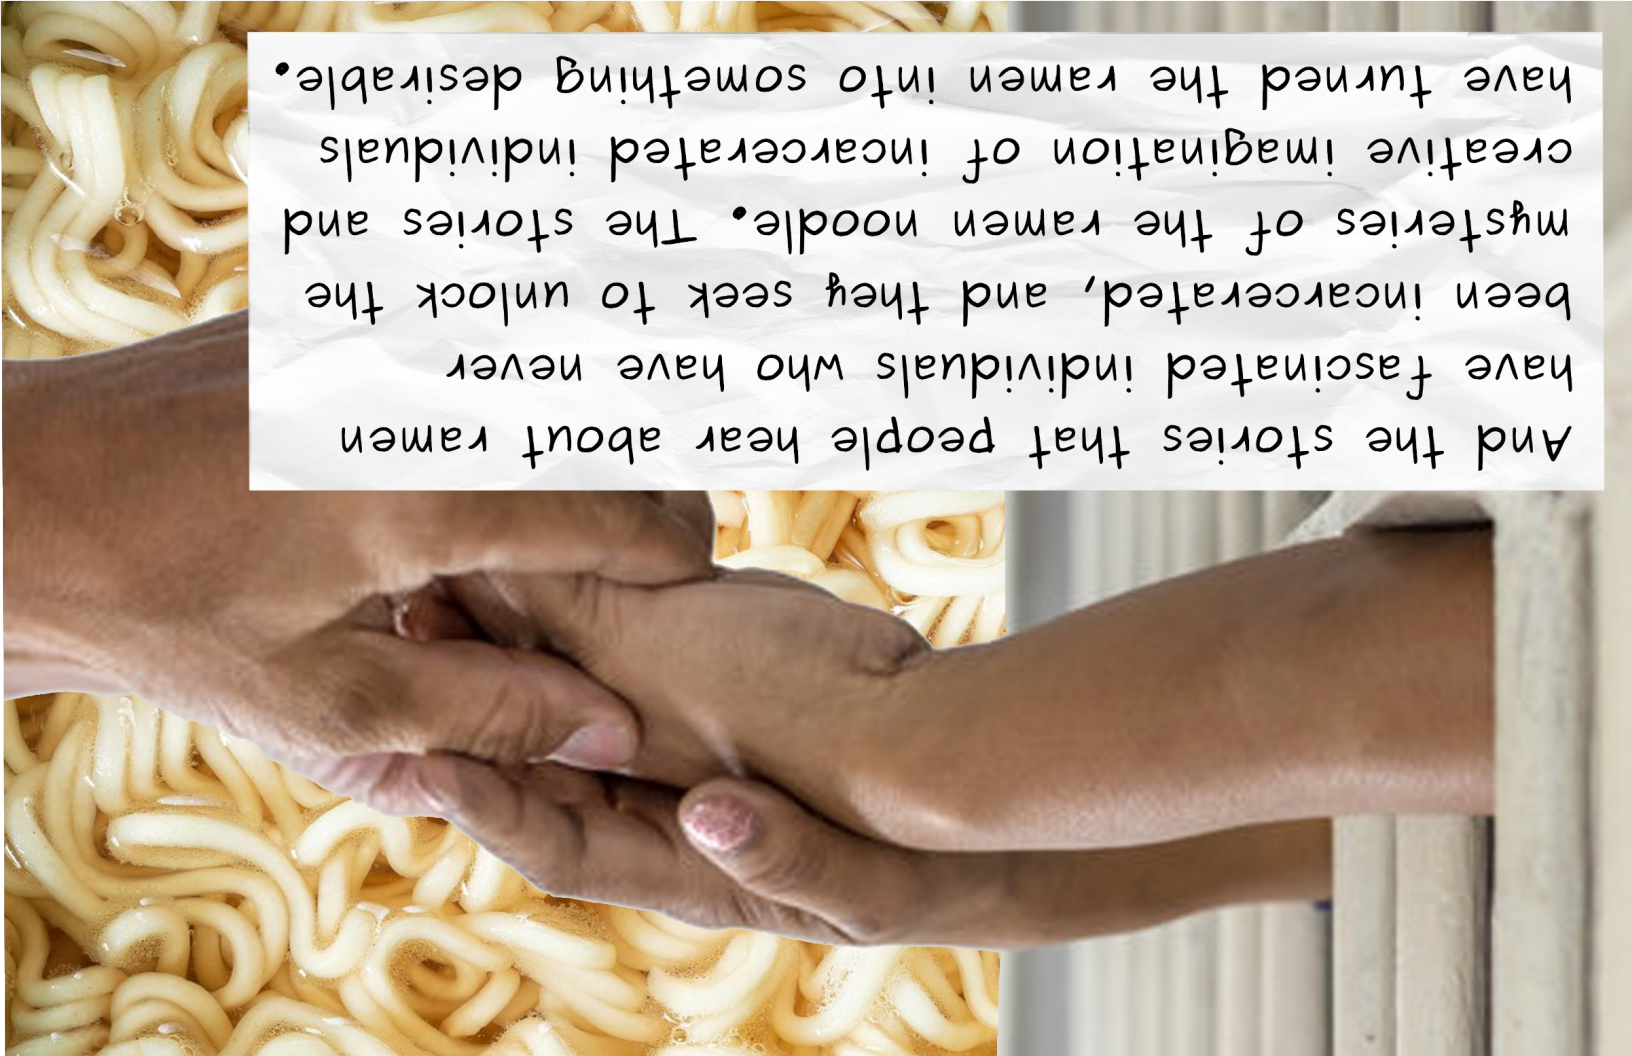 And the stories that people hear about ramen
have fascinated individuals who have never
been incarcerated, and they seek to unlock the
mysteries of the ramen noodle. The stories and
creative imagination of incarcerated individuals
have turned the ramen into something desirable.